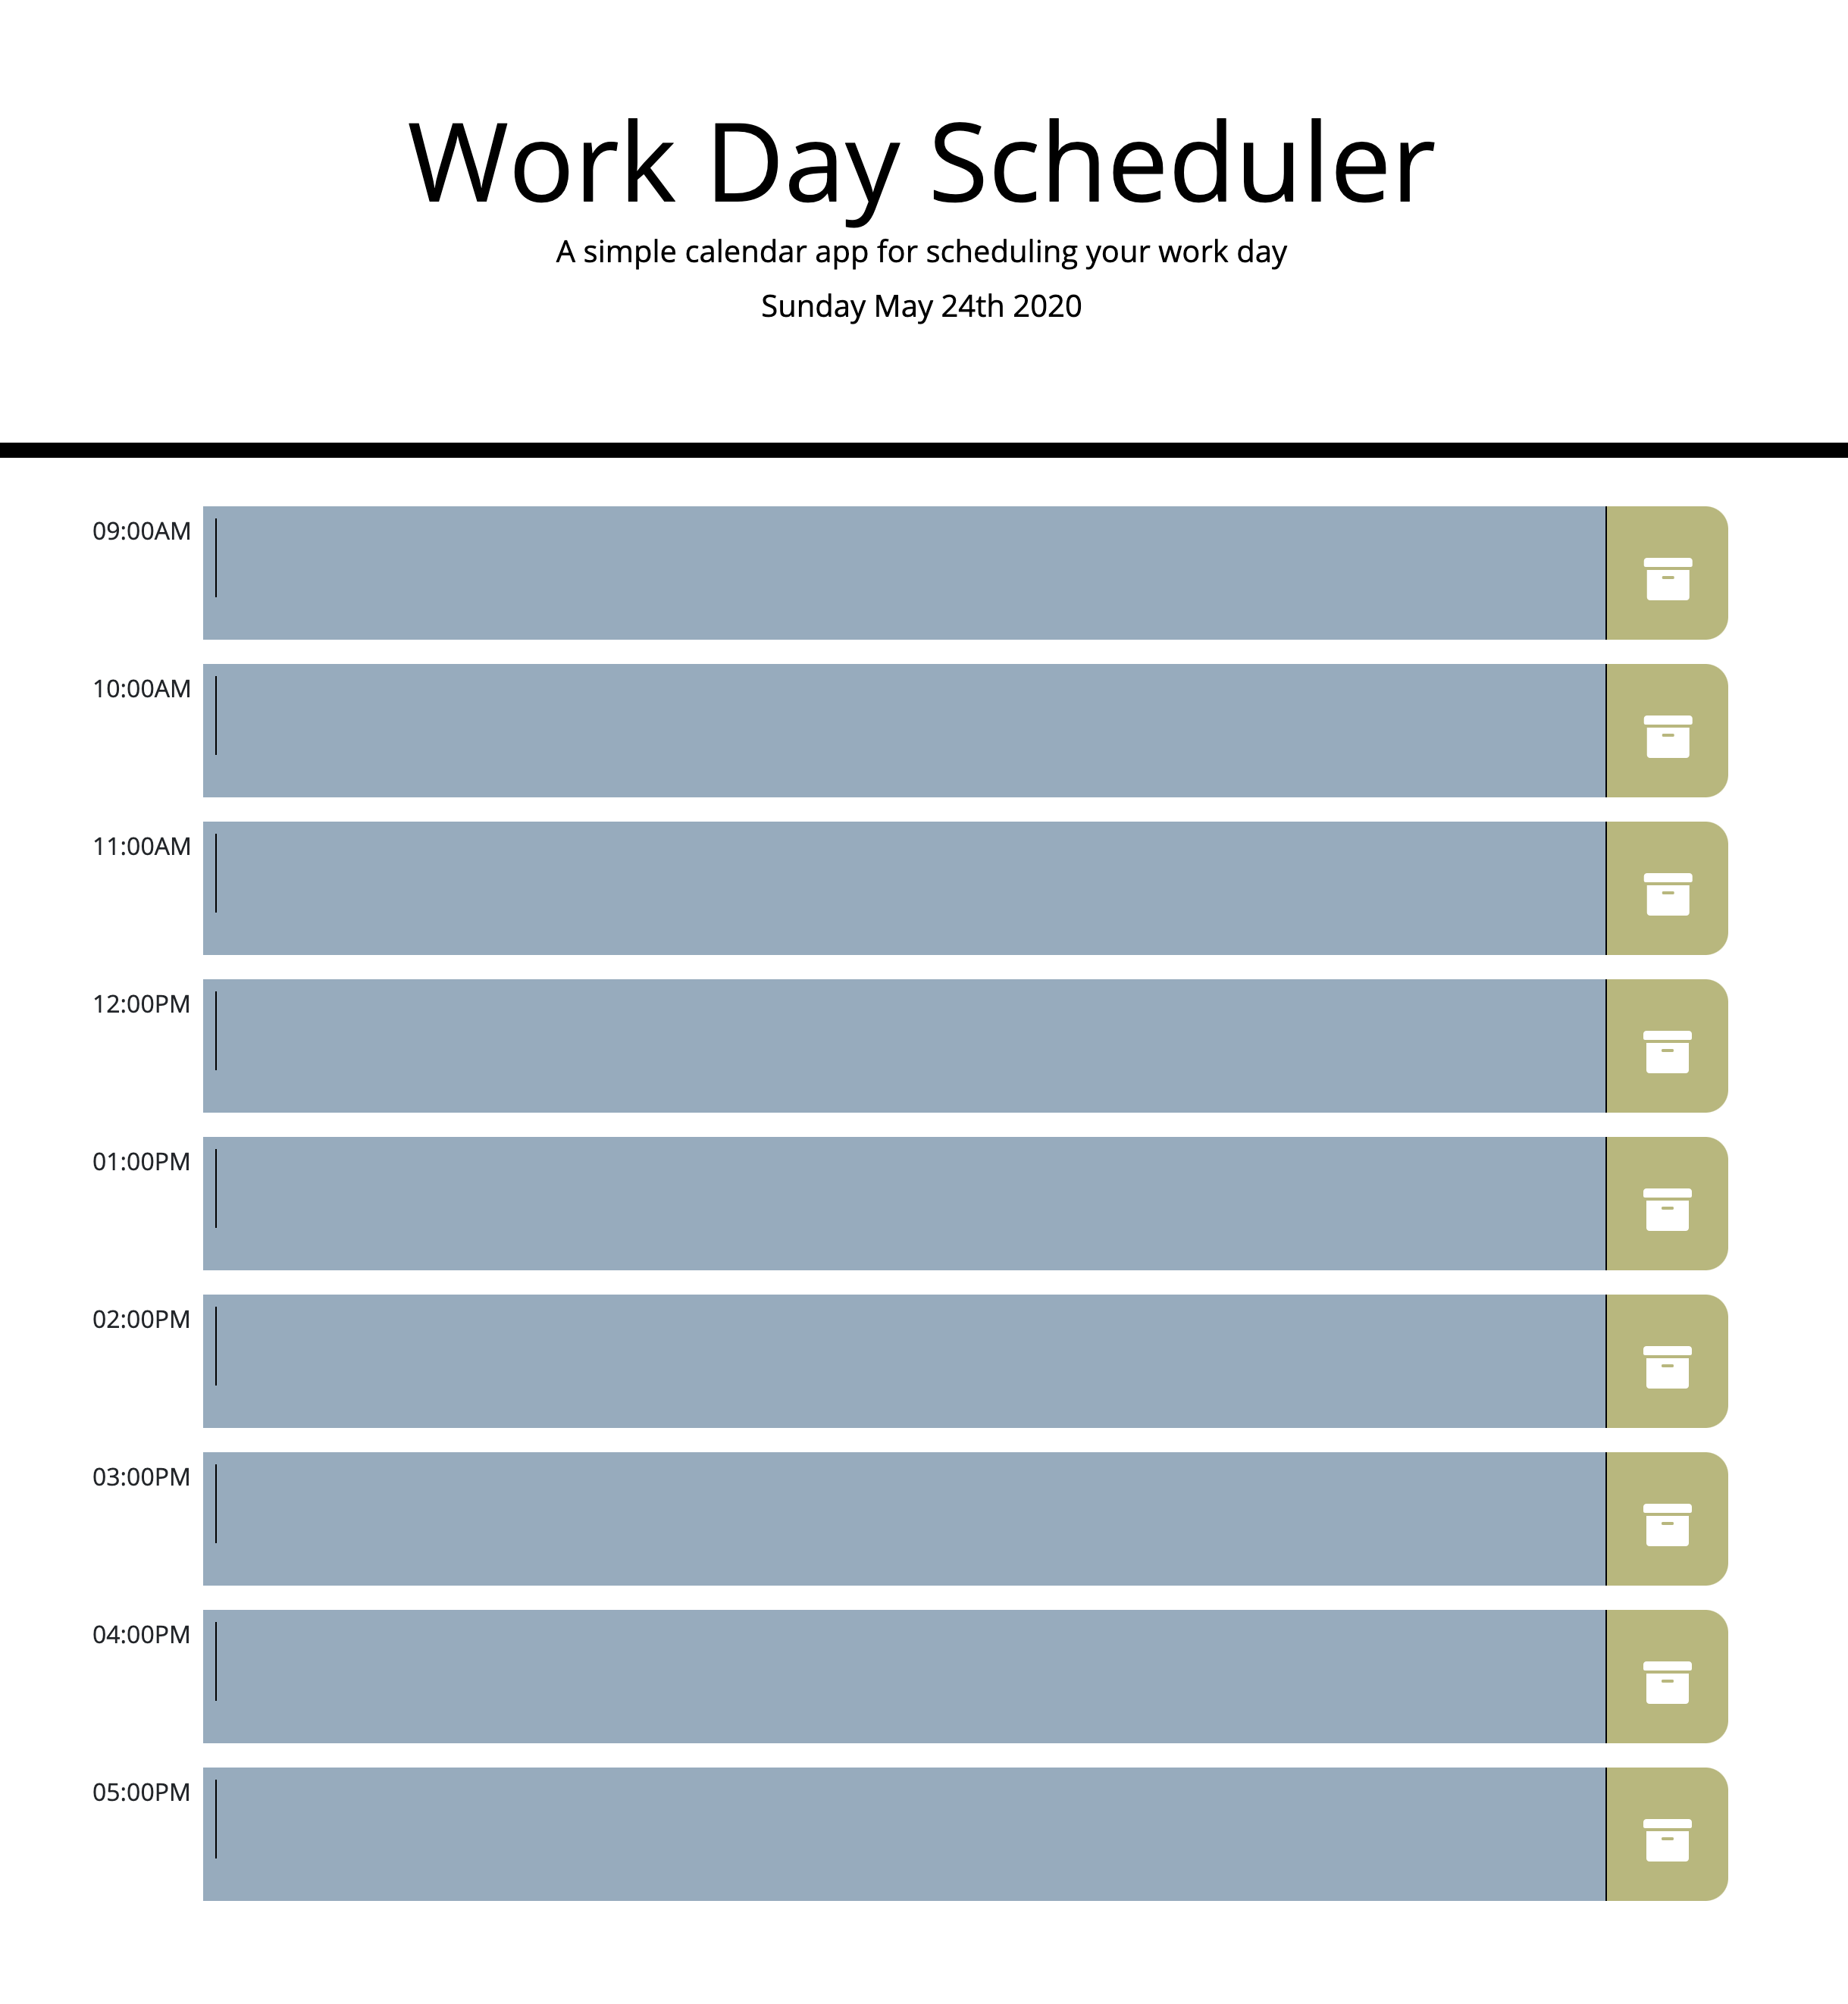 Work Day Scheduler
A simple calendar app for scheduling your work day
Sunday May 24th 2020
09:00AM
10:00AM
11:00AM
12:00PM
01:00PM
02:00PM
03:00PM
04:00PM
05:00PM